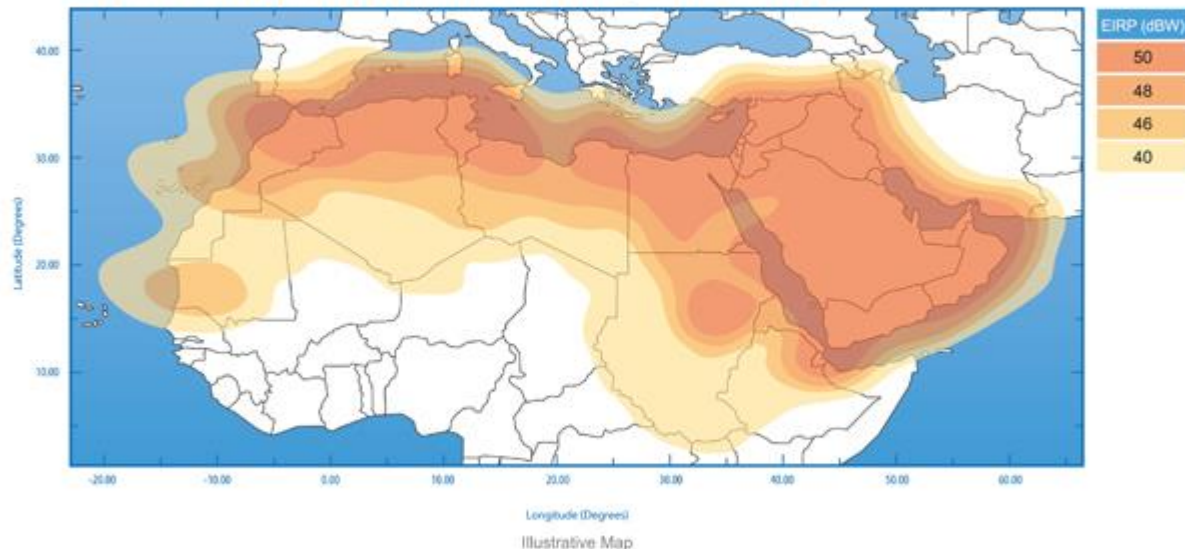 EIRP (dBW)
50
48
46
40
40.00
30.00
20.00
10.00
Latitude (Degrees)
-20.00 -10.00 0.00 10.00 20.00 30.00 40.00 50.00 60.00
Longitude (Degrees)
Illustrative Map